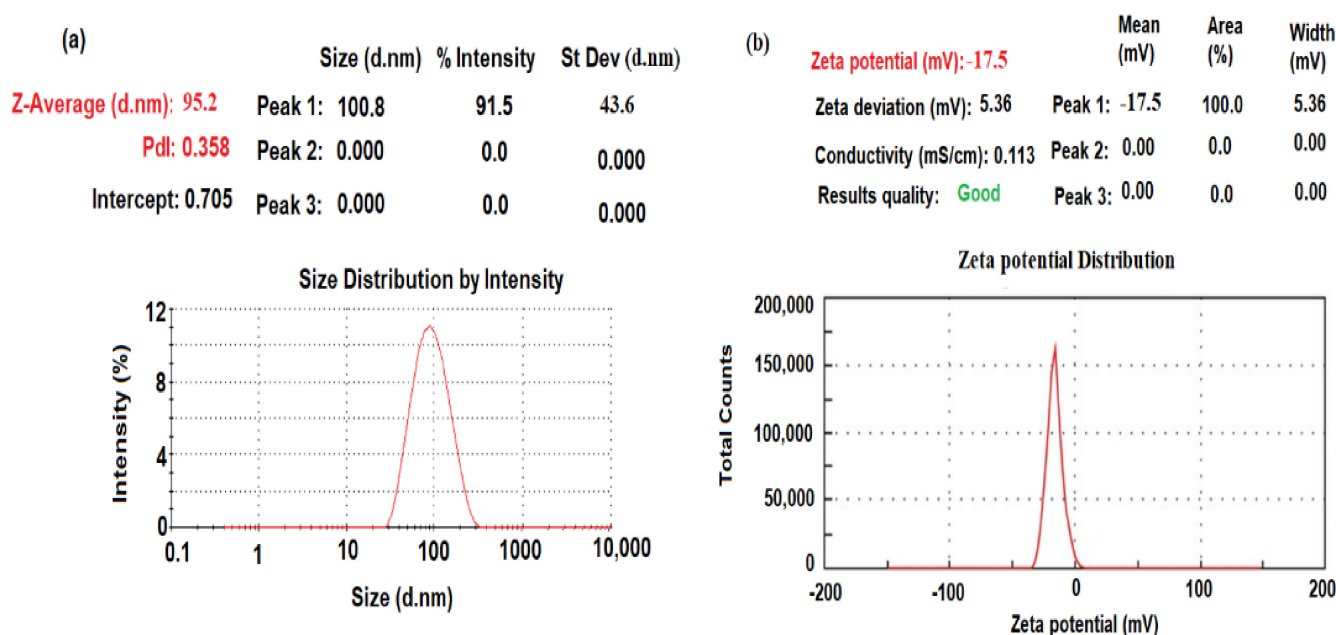 (a)
Size (d.nm) % Intensity St Dev (d.nm)
Z-Average (d.nm): 95.2 Peak 1: 100.8 91.5 43.6
PdI: 0.358 Peak 2: 0.000 0.0 0.000
Intercept: 0.705 Peak 3: 0.000 0.0 0.000
Size Distribution by Intensity
Intensity (%)
12
8
4
0
0.1 1 10 100 1000 10,000
Size (d.nm)
(b)
Mean (mV) Area (%) Width (mV)
Zeta potential (mV): -17.5
Zeta deviation (mV): 5.36 Peak 1: -17.5 100.0 5.36
Conductivity (mS/cm): 0.113 Peak 2: 0.00 0.0 0.00
Results quality: Good Peak 3: 0.00 0.0 0.00
Zeta potential Distribution
Total Counts
200,000
150,000
100,000
50,000
0
-200 -100 0 100 200
Zeta potential (mV)